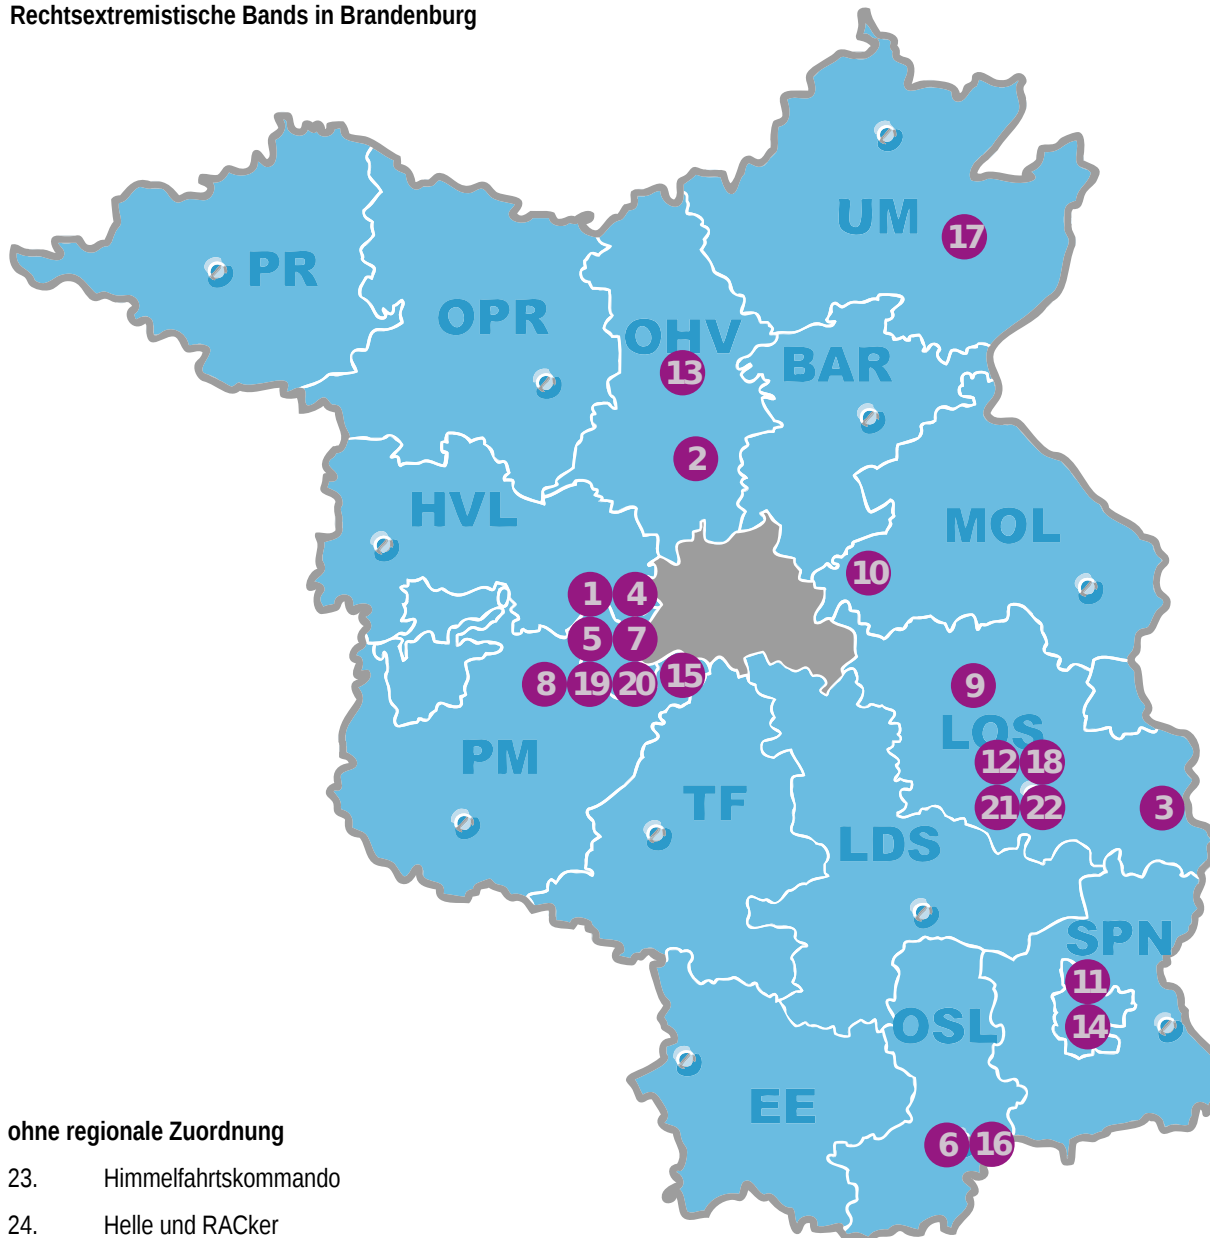 Rechtsextremistische Bands in Brandenburg
UM
17
PR
OPR
OHV
13
BAR
2
HVL
MOL
10
1 4
5 7
8 19 20 15
9
PM
LOS
12 18
TF
21 22 3
LDS
SPN
11
OSL
14
EE
6 16
ohne regionale Zuordnung
23. Himmelfahrtskommando
24. Helle und RACker